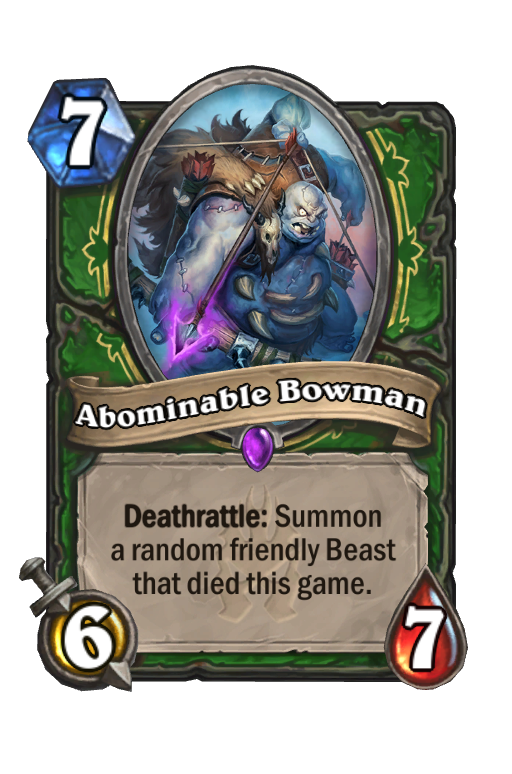 7
Abominable Bowman
Deathrattle: Summon
a random friendly Beast
that died this game.
6
7